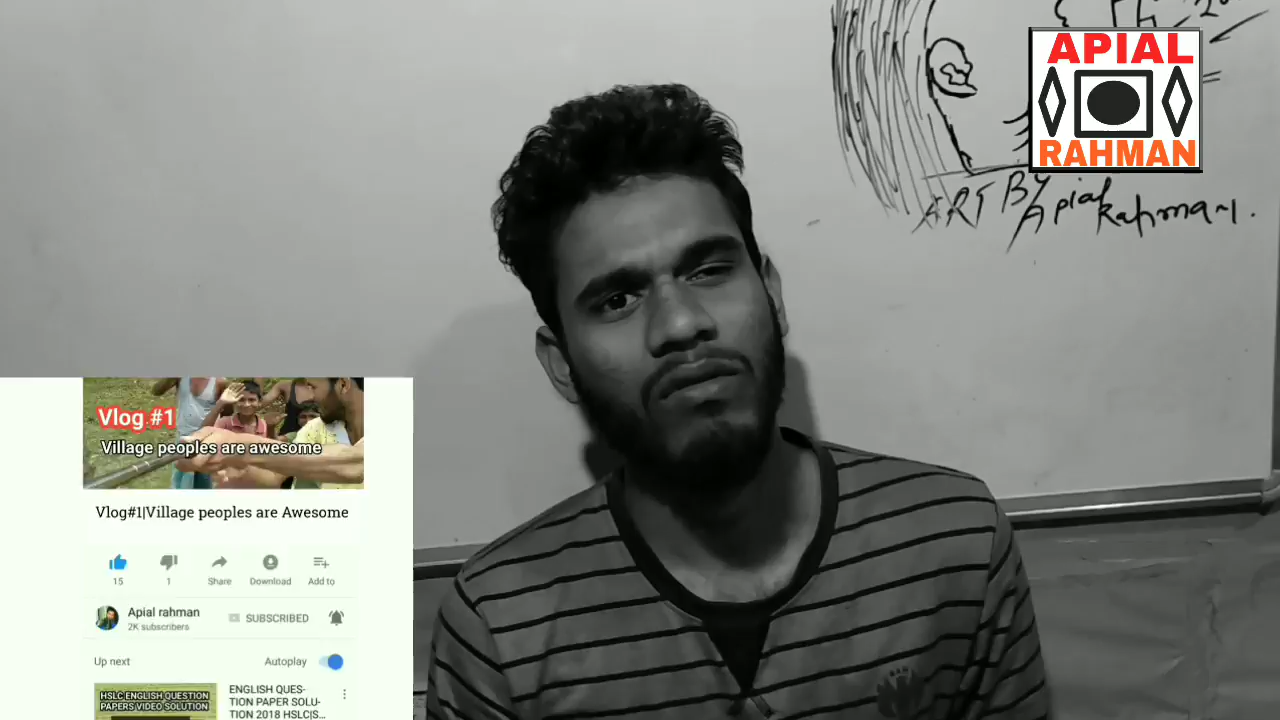 APIAL
RAHMAN
ART BY
Apial Rahman.
Vlog #1
Village peoples are awesome
Vlog#1|Village peoples are Awesome
15
1
Share
Download
Add to
Apial rahman
2K subscribers
SUBSCRIBED
Up next
Autoplay
HSLC ENGLISH QUESTION
PAPERS VIDEO SOLUTION
ENGLISH QUES-
TION PAPER SOLU-
TION 2018 HSLC|S...